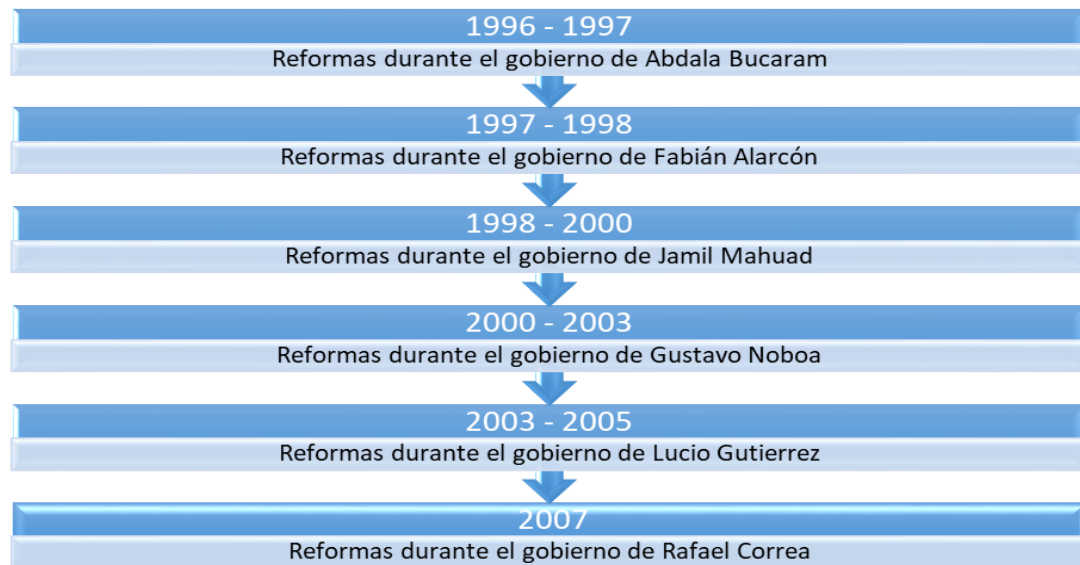 1996 - 1997
Reformas durante el gobierno de Abdala Bucaram
1997 - 1998
Reformas durante el gobierno de Fabián Alarcón
1998 - 2000
Reformas durante el gobierno de Jamil Mahuad
2000 - 2003
Reformas durante el gobierno de Gustavo Noboa
2003 - 2005
Reformas durante el gobierno de Lucio Gutierrez
2007
Reformas durante el gobierno de Rafael Correa